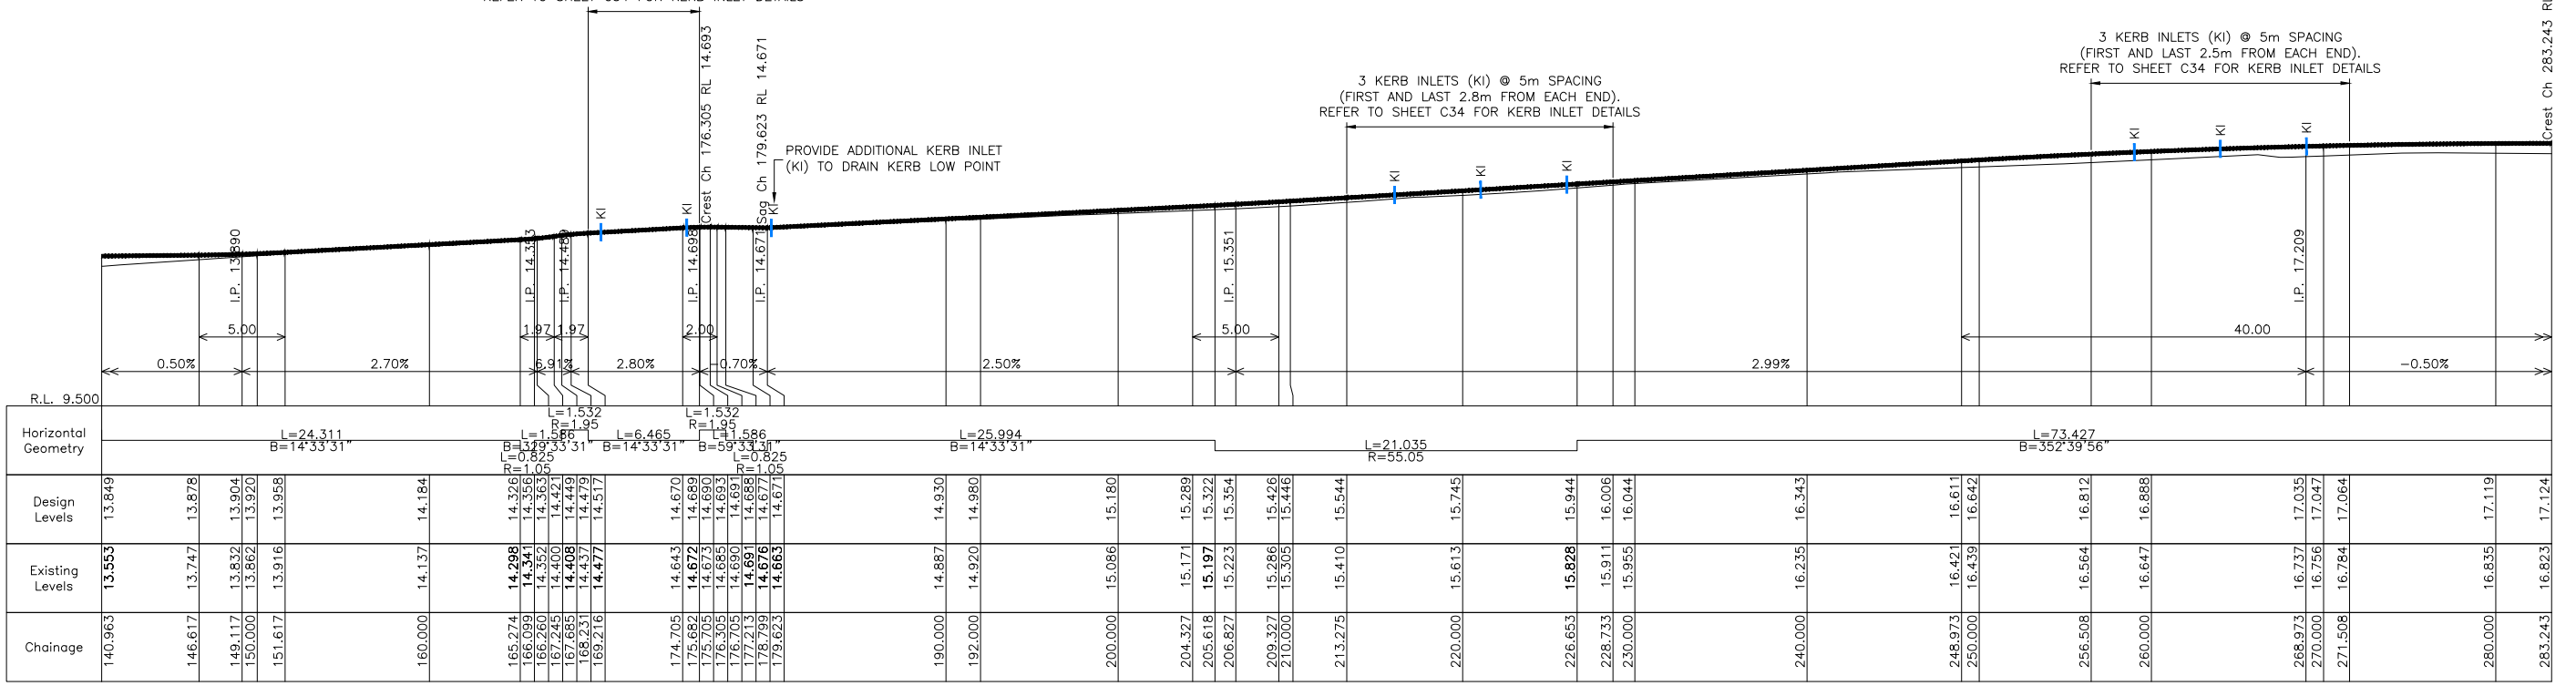 REFER TO SHEET C34 FOR KERB INLET DETAILS
Crest Ch 176.305 RL 14.693
Sag Ch 179.623 RL 14.671
PROVIDE ADDITIONAL KERB INLET
(KI) TO DRAIN KERB LOW POINT
3 KERB INLETS (KI) @ 5m SPACING
(FIRST AND LAST 2.8m FROM EACH END).
REFER TO SHEET C34 FOR KERB INLET DETAILS
3 KERB INLETS (KI) @ 5m SPACING
(FIRST AND LAST 2.5m FROM EACH END).
REFER TO SHEET C34 FOR KERB INLET DETAILS
Crest Ch 283.243 RL
KI
KI
KI
KI
KI
KI
KI
KI
KI
I.P. 13.890
I.P. 14.353
I.P. 14.489
I.P. 14.698
I.P. 14.671
I.P. 15.351
I.P. 17.209
5.00
1.97
1.97
2.00
5.00
40.00
0.50%
2.70%
6.91%
2.80%
-0.70%
2.50%
2.99%
-0.50%
R.L. 9.500
Horizontal
Geometry
L=24.311
B=14°33'31"
L=1.586
B=329°33'31"
L=0.825
R=1.05
L=1.532
R=1.95
L=6.465
B=14°33'31"
L=1.532
R=1.95
L=1.586
B=59°33'31"
L=0.825
R=1.05
L=25.994
B=14°33'31"
L=21.035
R=55.05
L=73.427
B=352°39'56"
Design
Levels
13.849 13.878 13.904 13.920 13.958 14.184 14.326 14.356 14.363 14.421 14.449 14.479 14.517 14.670 14.689 14.690 14.693 14.691 14.688 14.677 14.671 14.930 14.980 15.180 15.289 15.322 15.354 15.426 15.446 15.544 15.745 15.944 16.006 16.044 16.343 16.611 16.642 16.812 16.888 17.035 17.047 17.064 17.119 17.124
Existing
Levels
13.553 13.747 13.832 13.862 13.916 14.137 14.298 14.341 14.352 14.400 14.408 14.437 14.477 14.643 14.672 14.673 14.685 14.690 14.691 14.676 14.663 14.887 14.920 15.086 15.171 15.197 15.223 15.286 15.305 15.410 15.613 15.828 15.911 15.955 16.235 16.421 16.439 16.564 16.647 16.737 16.756 16.784 16.835 16.823
Chainage
140.963 146.617 149.117 150.000 151.617 160.000 165.274 166.099 166.260 167.245 167.685 168.231 169.216 174.705 175.682 175.705 176.305 176.705 177.213 178.799 179.623 190.000 192.000 200.000 204.327 205.618 206.827 209.327 210.000 213.275 220.000 226.653 228.733 230.000 240.000 248.973 250.000 256.508 260.000 268.973 270.000 271.508 280.000 283.243